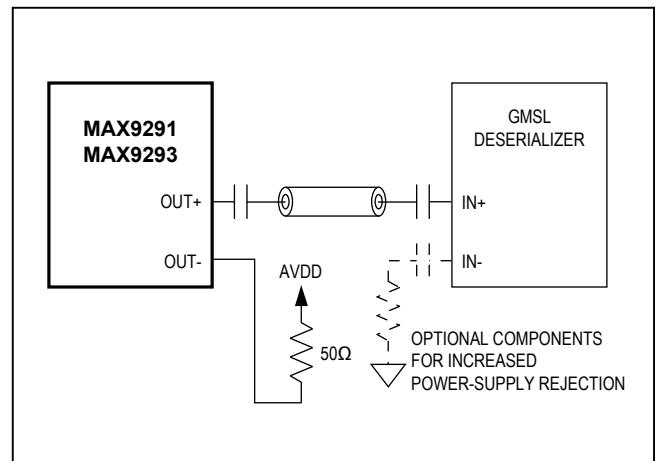 MAX9291
MAX9293
GMSL
DESERIALIZER
OUT+
IN+
OUT-
IN-
AVDD
50Ω
OPTIONAL COMPONENTS
FOR INCREASED
POWER-SUPPLY REJECTION